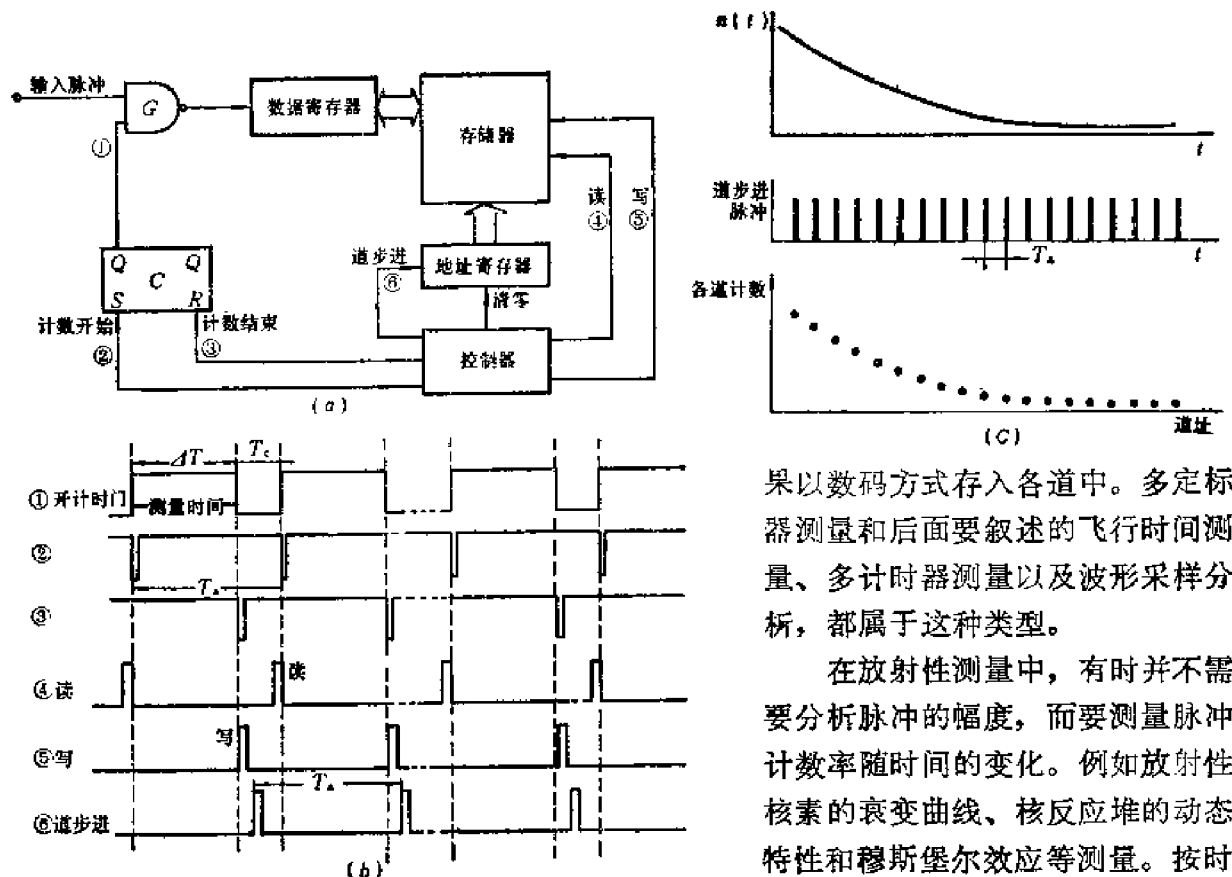 输入脉冲
G
数据寄存器
存储器
①
读
④
写
⑤
道步进
⑥
地址寄存器
清零
Q
Q
C
S
R
计数开始
②
计数结束
③
控制器
(a)
n(t)
t
道步进
脉冲
t
各道计数
道址
(C)
ΔT
①开计时门
测量时间
②
③
④读
读
⑤写
写
⑥道步进
(b)
果以数码方式存入各道中。多定标
器测量和后面要叙述的飞行时间测
量、多计时器测量以及波形采样分
析，都属于这种类型。
在放射性测量中，有时并不需
要分析脉冲的幅度，而要测量脉冲
计数率随时间的变化。例如放射性
核素的衰变曲线、核反应堆的动态
特性和穆斯堡尔效应等测量。按时